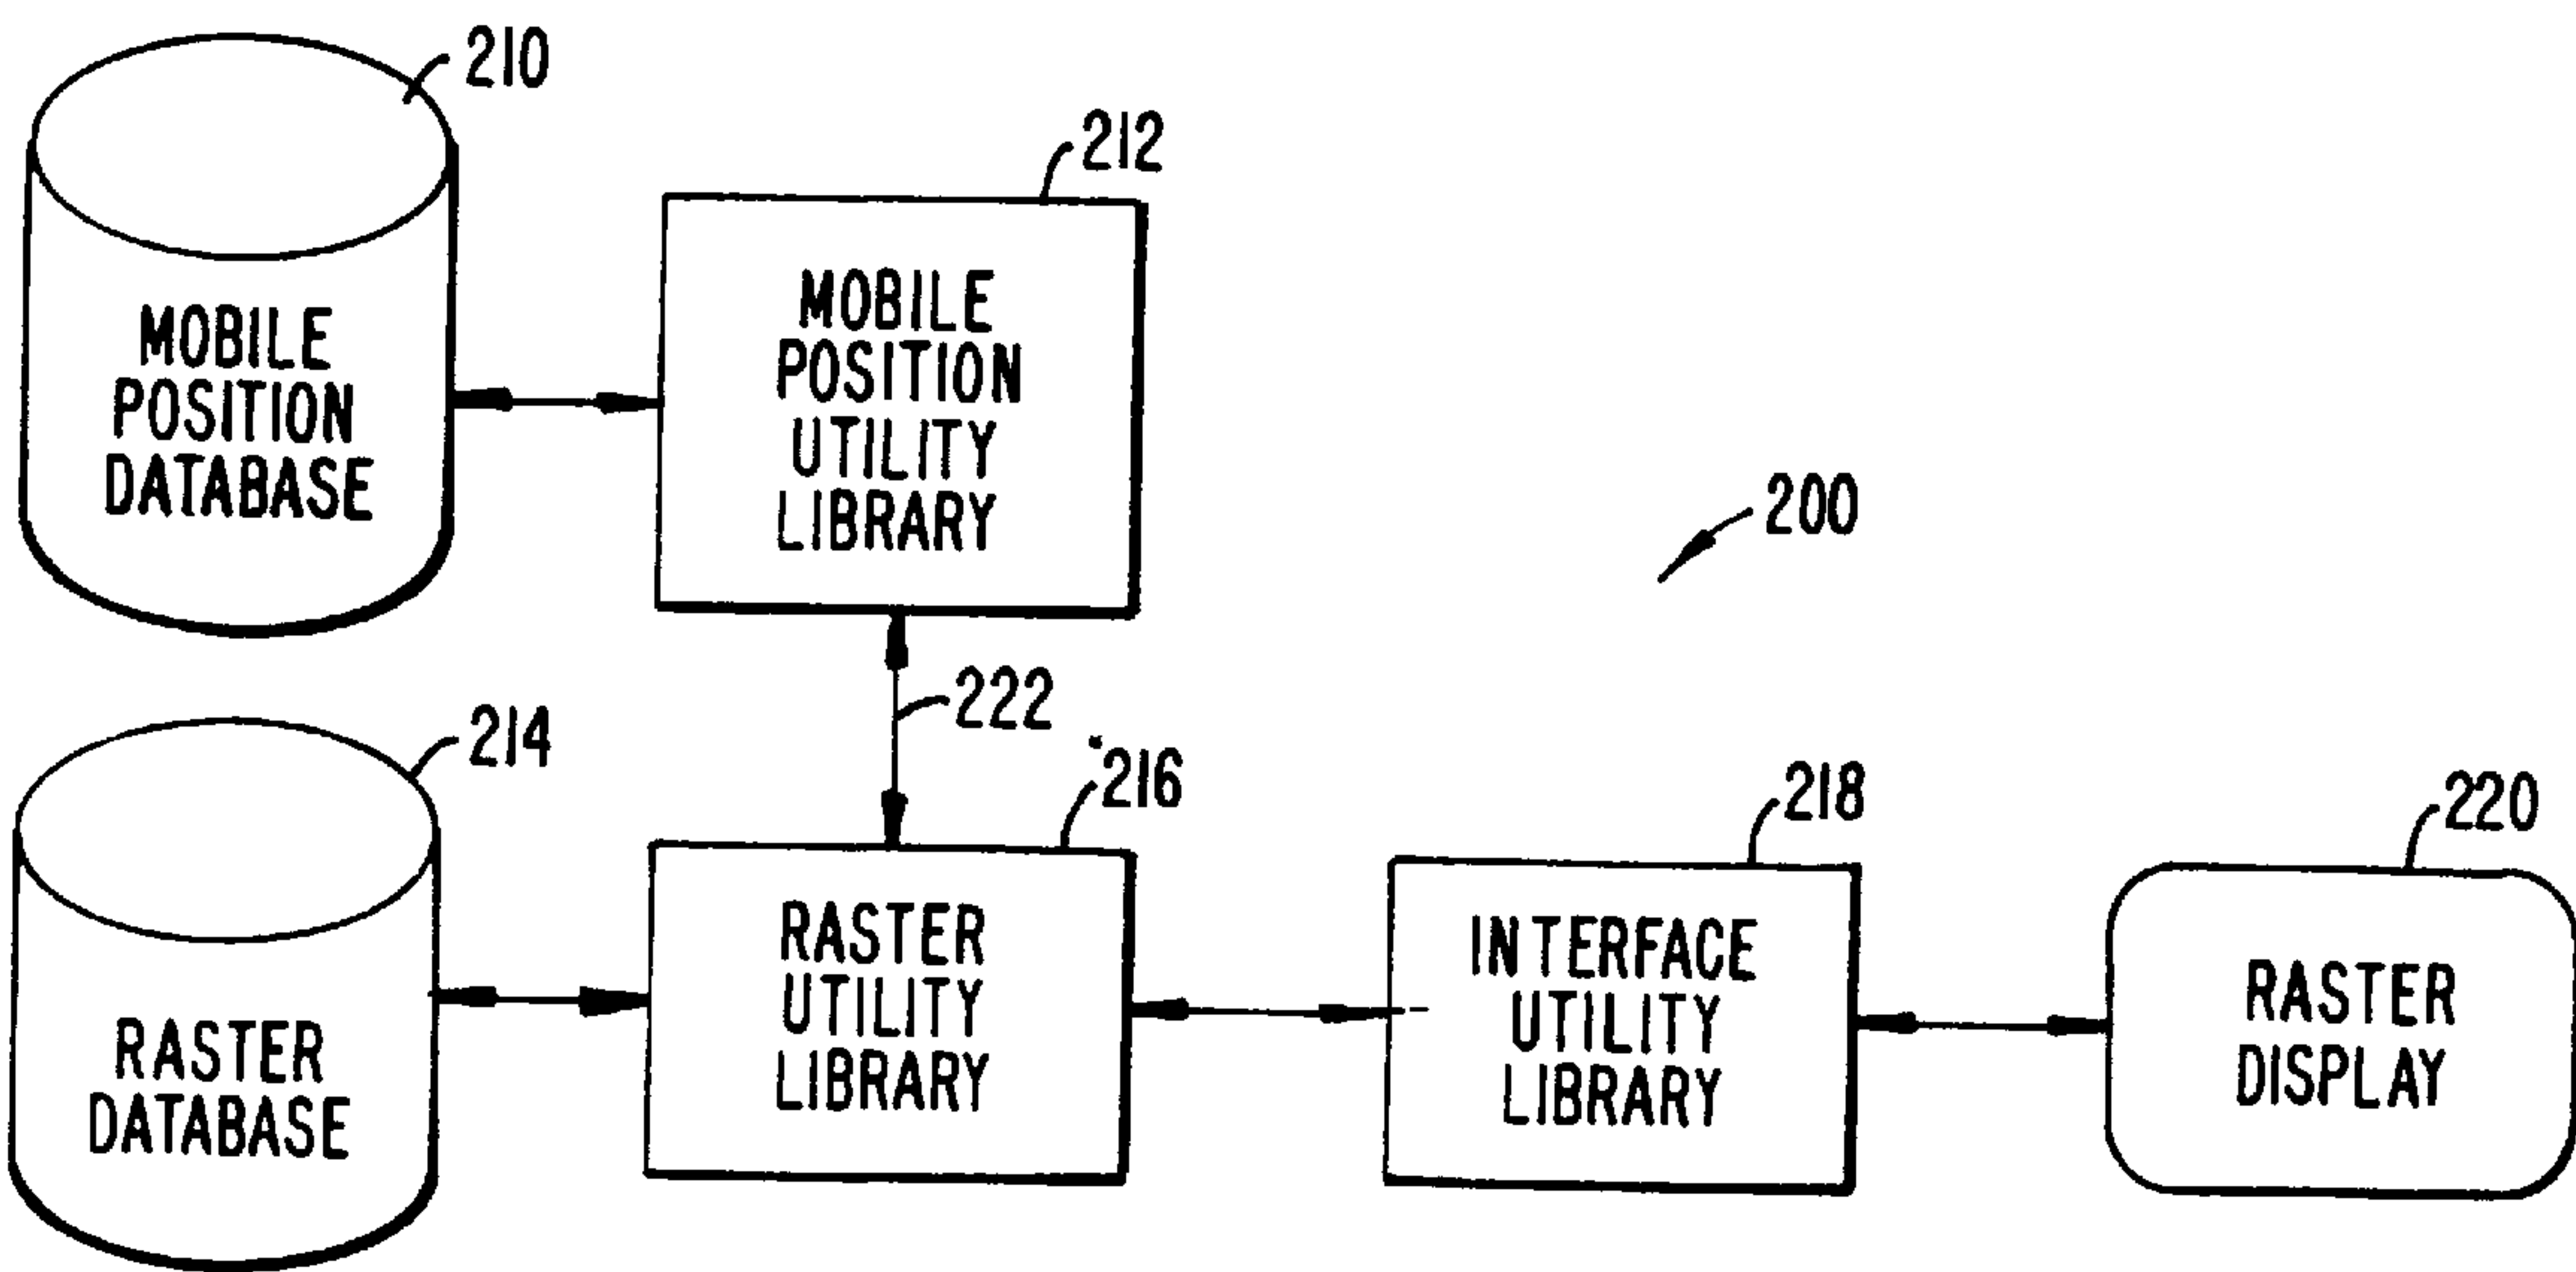 210
212
MOBILE
POSITION
DATABASE
MOBILE
POSITION
UTILITY
LIBRARY
200
222
214
216
218
220
RASTER
DATABASE
RASTER
UTILITY
LIBRARY
INTERFACE
UTILITY
LIBRARY
RASTER
DISPLAY